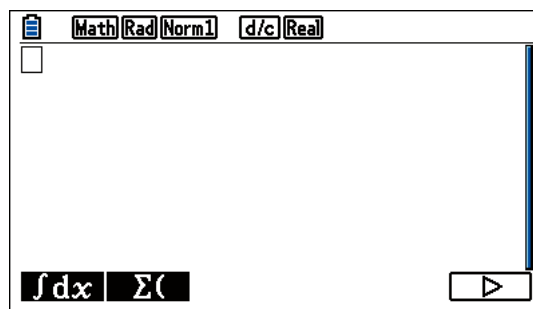 Math Rad Norm1 d/c Real
∫dx Σ(